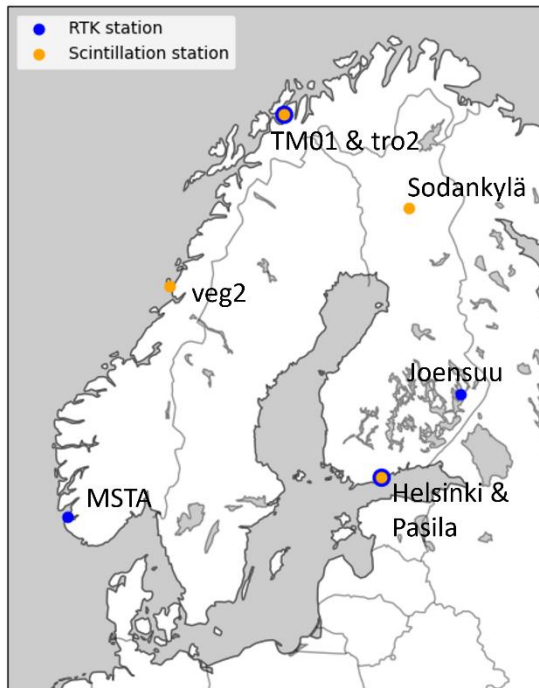 RTK station
Scintillation station
TM01 & tro2
Sodankylä
veg2
Joensuu
MSTA
Helsinki &
Pasila